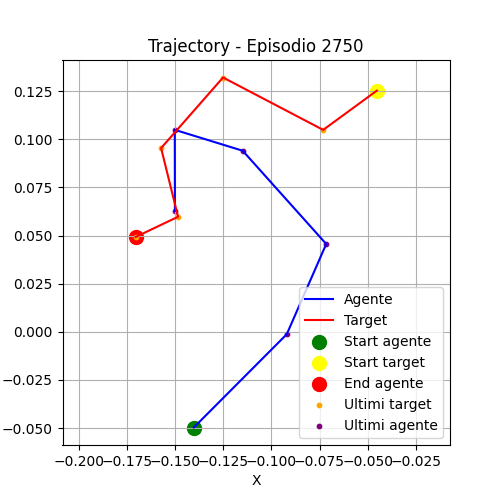 Trajectory - Episodio 2750
0.125
0.100
0.075
0.050
0.025
0.000
−0.025
−0.050
Agente
Target
Start agente
Start target
End agente
Ultimi target
Ultimi agente
−0.200 −0.175 −0.150 −0.125 −0.100 −0.075 −0.050 −0.025
X